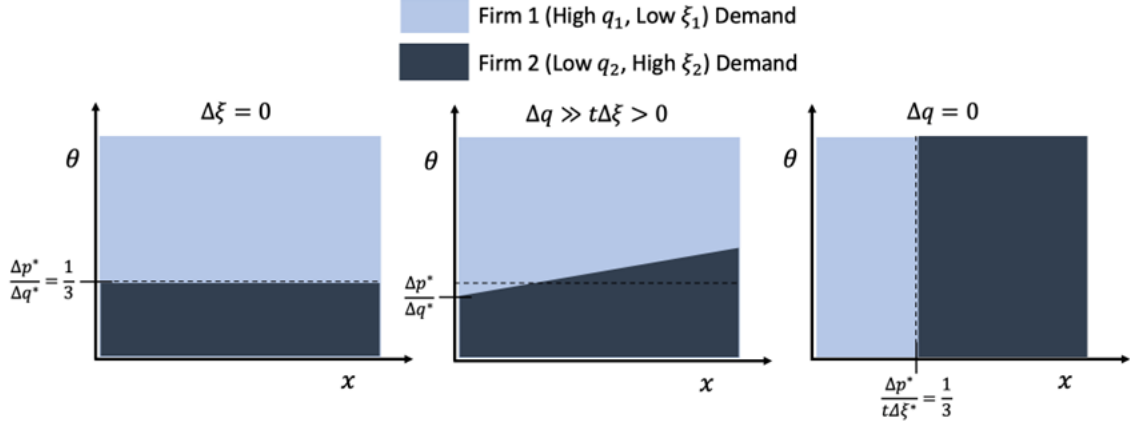 Firm 1 (High q₁, Low ξ₁) Demand
Firm 2 (Low q₂, High ξ₂) Demand
Δξ = 0
θ
Δp*/Δq* = 1/3
x
Δq ≫ tΔξ > 0
θ
Δp*/Δq*
x
Δq = 0
θ
x
Δp*/tΔξ* = 1/3